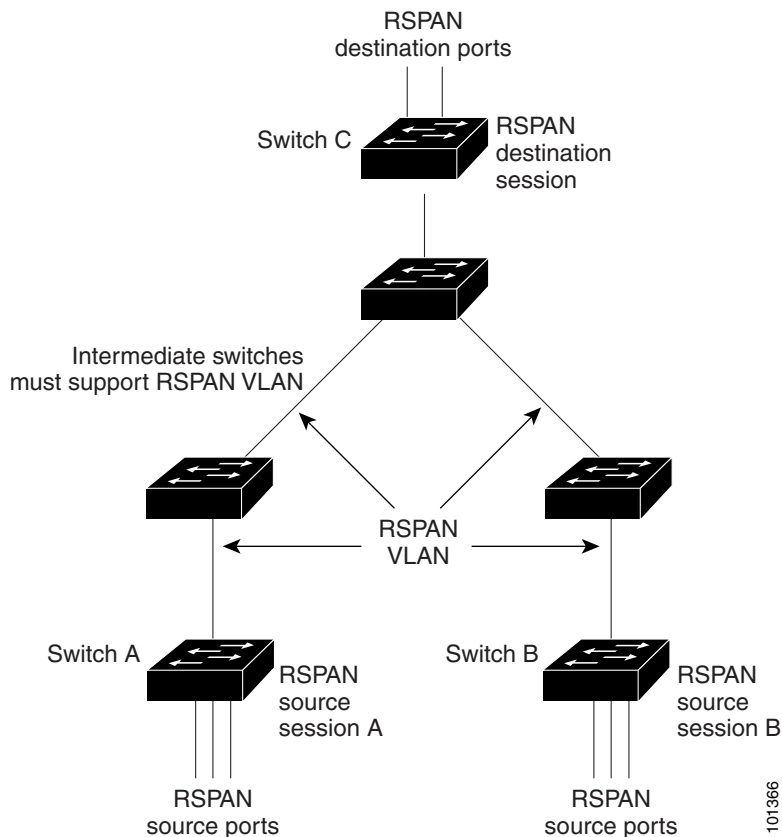 RSPAN
destination ports
Switch C
RSPAN
destination
session
Intermediate switches
must support RSPAN VLAN
RSPAN
VLAN
Switch A
RSPAN
source
session A
Switch B
RSPAN
source
session B
RSPAN
source ports
RSPAN
source ports
101366